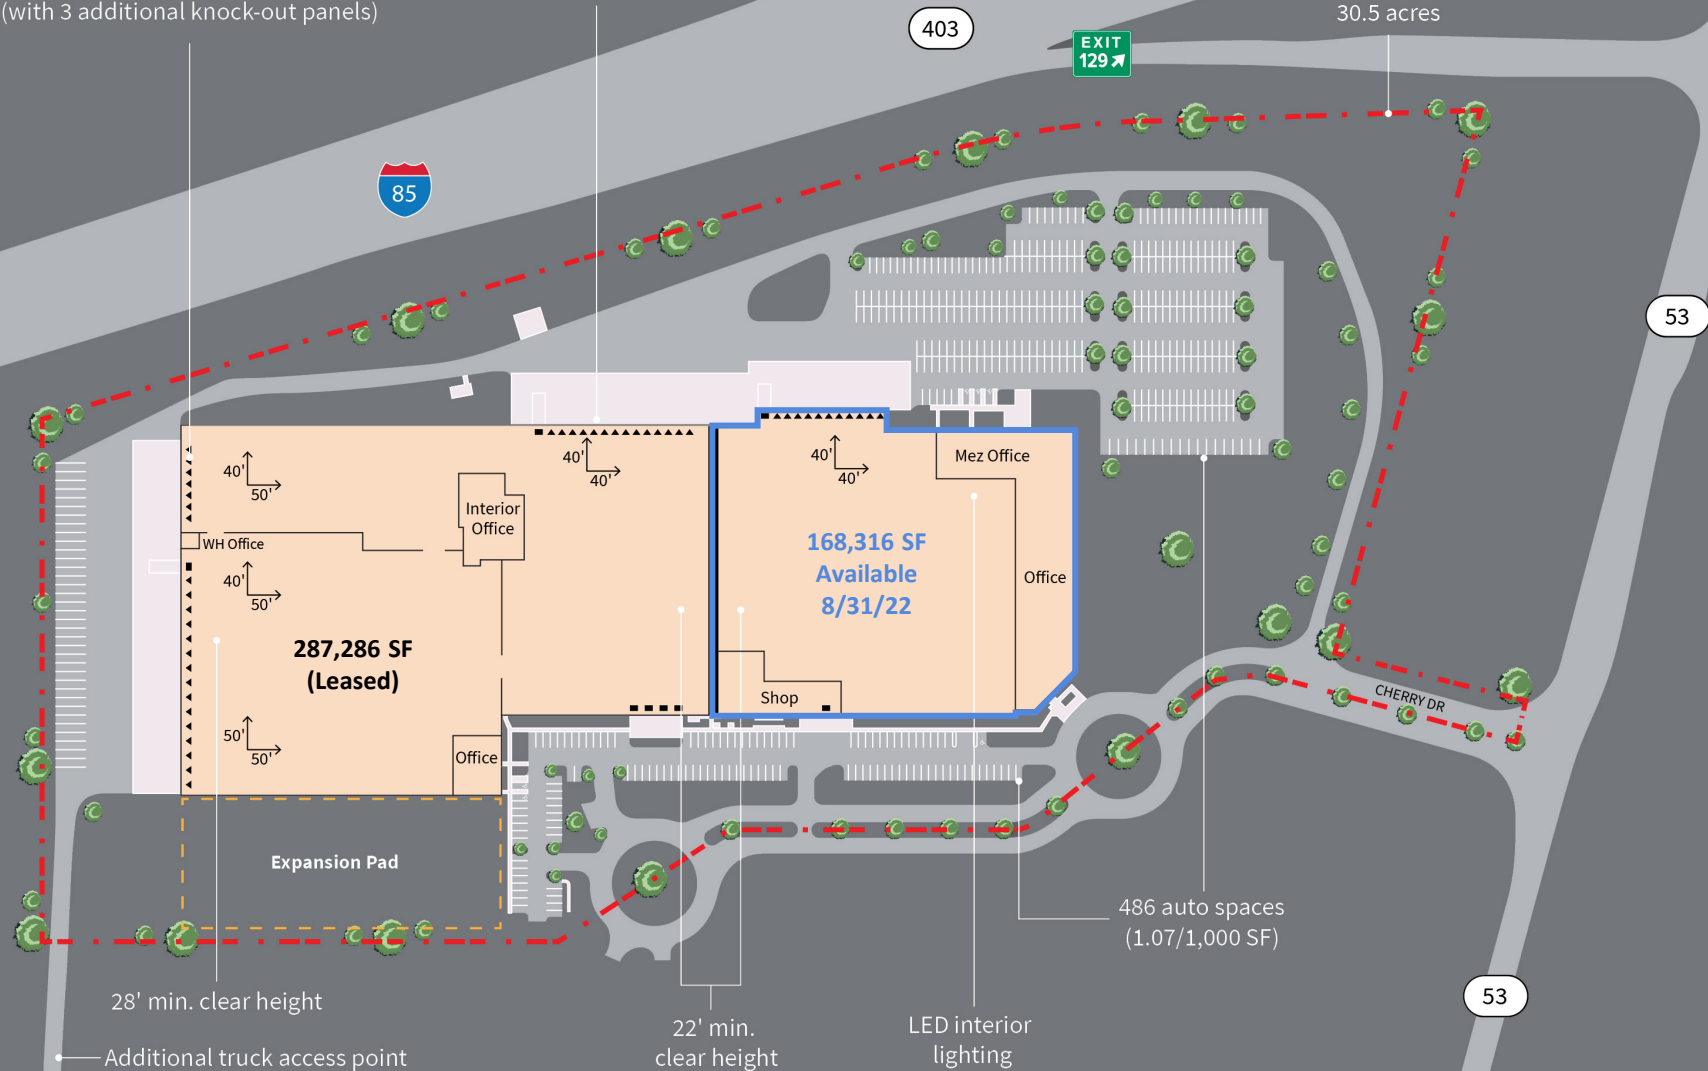 (with 3 additional knock-out panels)
403
EXIT
129
30.5 acres
85
53
40'
50'
40'
40'
40'
40'
Mez Office
Interior
Office
WH Office
168,316 SF
Available
8/31/22
40'
50'
Office
287,286 SF
(Leased)
Shop
CHERRY DR
50'
50'
Office
Expansion Pad
486 auto spaces
(1.07/1,000 SF)
53
28' min. clear height
22' min.
clear height
LED interior
lighting
Additional truck access point